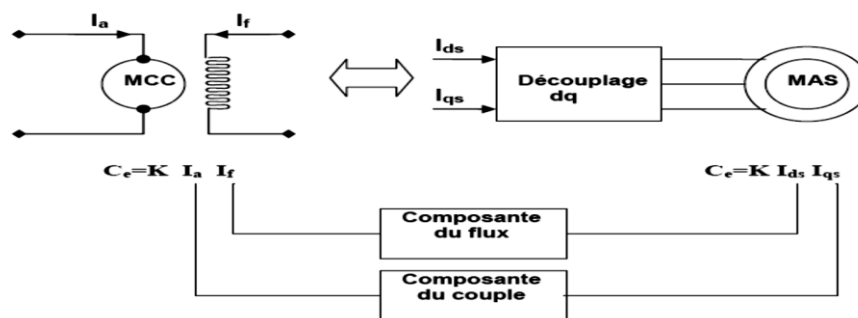 Ia
If
MCC
Ids
Iqs
Découplage
dq
MAS
Ce=K Ia If
Ce=K Ids Iqs
Composante
du flux
Composante
du couple